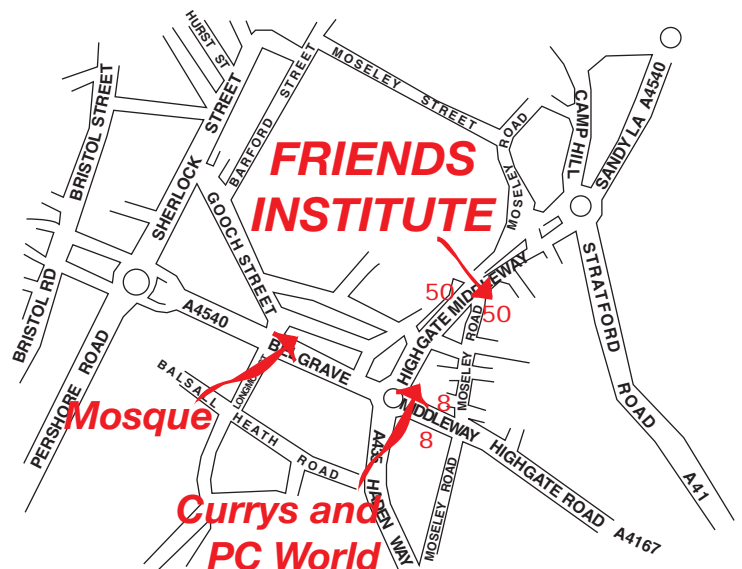 HURST ST
BRISTOL STREET
SHERLOCK STREET
BARFORD STREET
MOSELEY STREET
MOSELEY ROAD
CAMP HILL
SANDY LA A4540
FRIENDS
INSTITUTE
GOOCH STREET
BRISTOL RD
PERSHORE ROAD
A4540
BELGRAVE
HIGHGATE MIDDLEWAY
50
50
MOSELEY ROAD
STRATFORD ROAD
A41
BALSALL HEATH ROAD
Mosque
MIDDLEWAY
8
8
HIGHGATE ROAD
A4167
A435 HADEN WAY
MOSELEY ROAD
Currys and
PC World